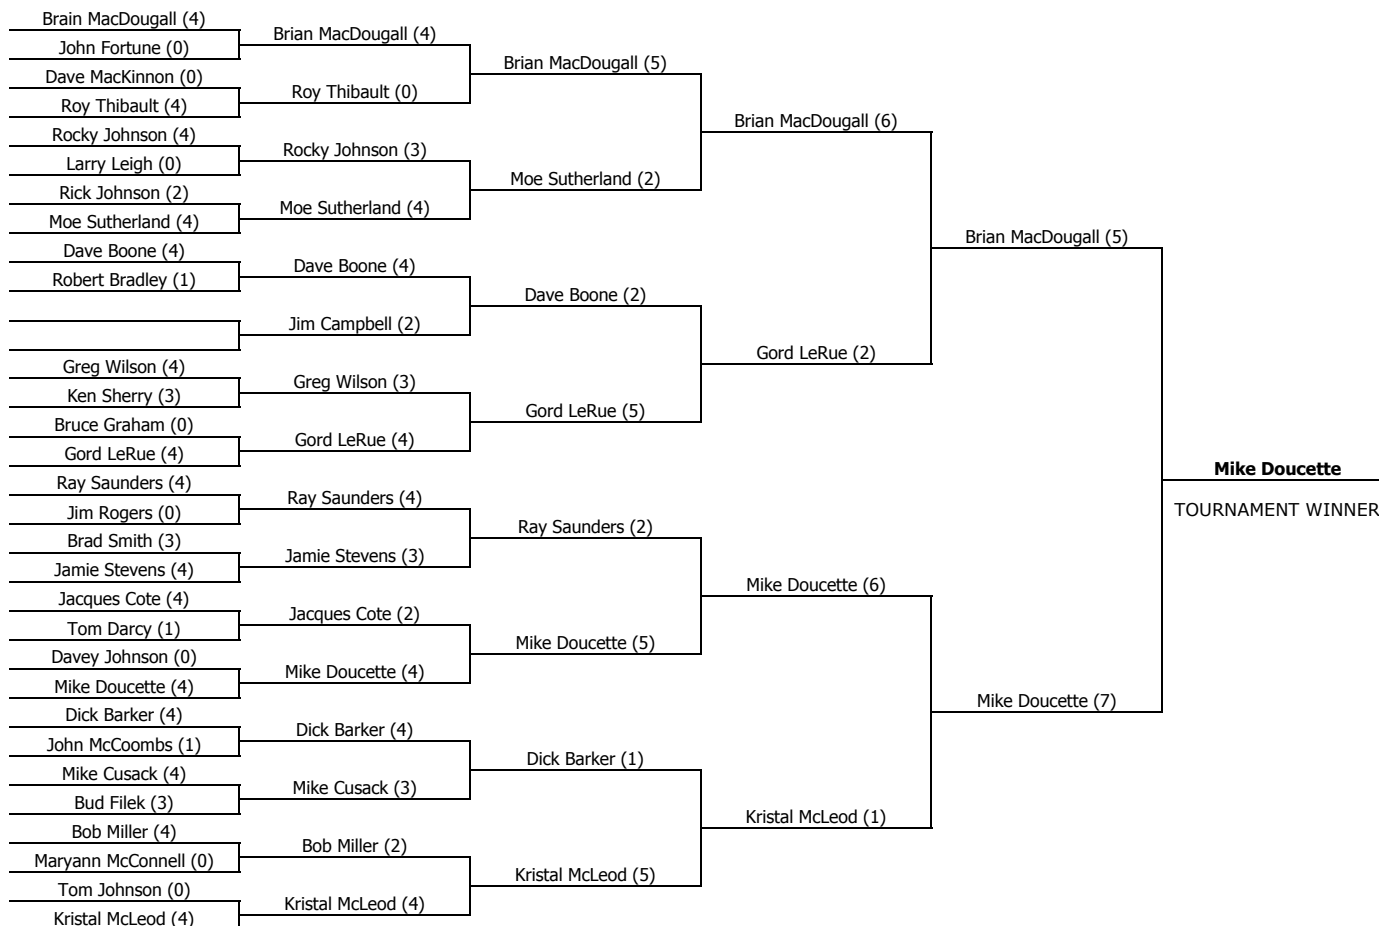 Brain MacDougall (4)
John Fortune (0)
Dave MacKinnon (0)
Roy Thibault (4)
Rocky Johnson (4)
Larry Leigh (0)
Rick Johnson (2)
Moe Sutherland (4)
Dave Boone (4)
Robert Bradley (1)
Greg Wilson (4)
Ken Sherry (3)
Bruce Graham (0)
Gord LeRue (4)
Ray Saunders (4)
Jim Rogers (0)
Brad Smith (3)
Jamie Stevens (4)
Jacques Cote (4)
Tom Darcy (1)
Davey Johnson (0)
Mike Doucette (4)
Dick Barker (4)
John McCoombs (1)
Mike Cusack (4)
Bud Filek (3)
Bob Miller (4)
Maryann McConnell (0)
Tom Johnson (0)
Kristal McLeod (4)
Brian MacDougall (4)
Roy Thibault (0)
Rocky Johnson (3)
Moe Sutherland (4)
Dave Boone (4)
Jim Campbell (2)
Greg Wilson (3)
Gord LeRue (4)
Ray Saunders (4)
Jamie Stevens (3)
Jacques Cote (2)
Mike Doucette (4)
Dick Barker (4)
Mike Cusack (3)
Bob Miller (2)
Kristal McLeod (4)
Brian MacDougall (5)
Moe Sutherland (2)
Dave Boone (2)
Gord LeRue (5)
Ray Saunders (2)
Mike Doucette (5)
Dick Barker (1)
Kristal McLeod (5)
Brian MacDougall (6)
Gord LeRue (2)
Mike Doucette (6)
Kristal McLeod (1)
Brian MacDougall (5)
Mike Doucette (7)
Mike Doucette
TOURNAMENT WINNER